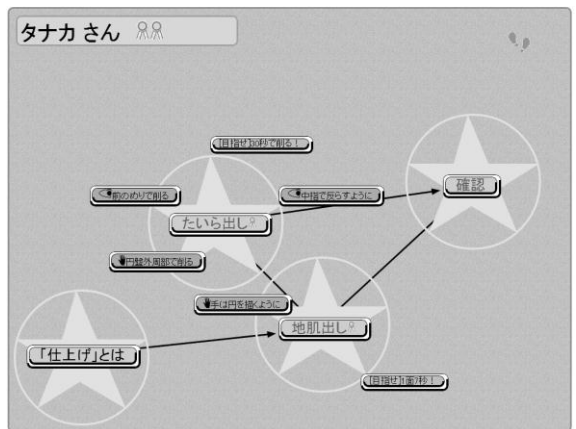 タナカ さん
[目指せ]30秒で削る！
確認
前のめりで削る
中指で反らすように
たいら出し
円盤外周部で削る
手は円を描くように
地肌出し
「仕上げ」とは
[目指せ]1面7秒！